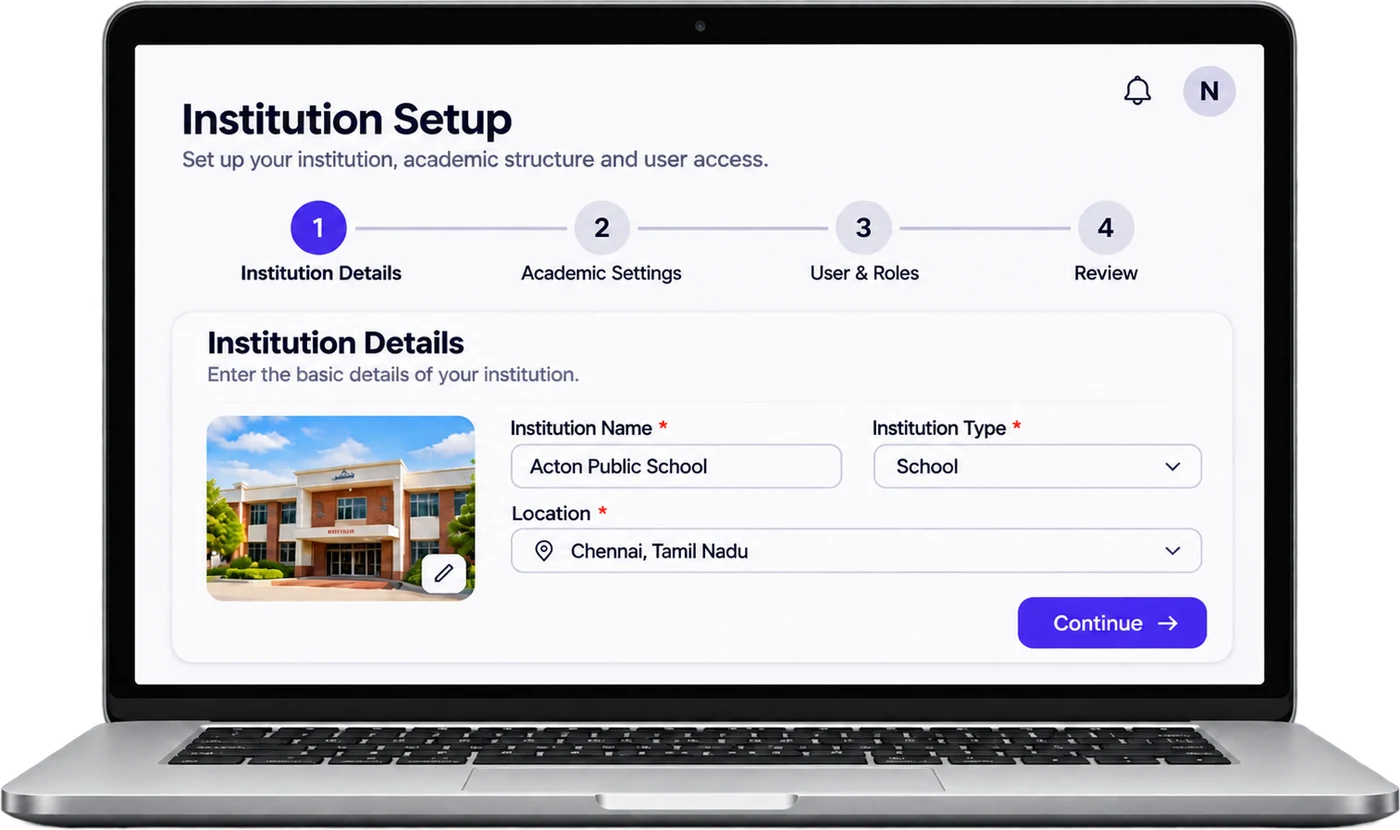 N
Institution Setup
Set up your institution, academic structure and user access.
1
2
3
4
Institution Details
Academic Settings
User & Roles
Review
Institution Details
Enter the basic details of your institution.
Institution Name *
Institution Type *
Acton Public School
School
Location *
Chennai, Tamil Nadu
Continue